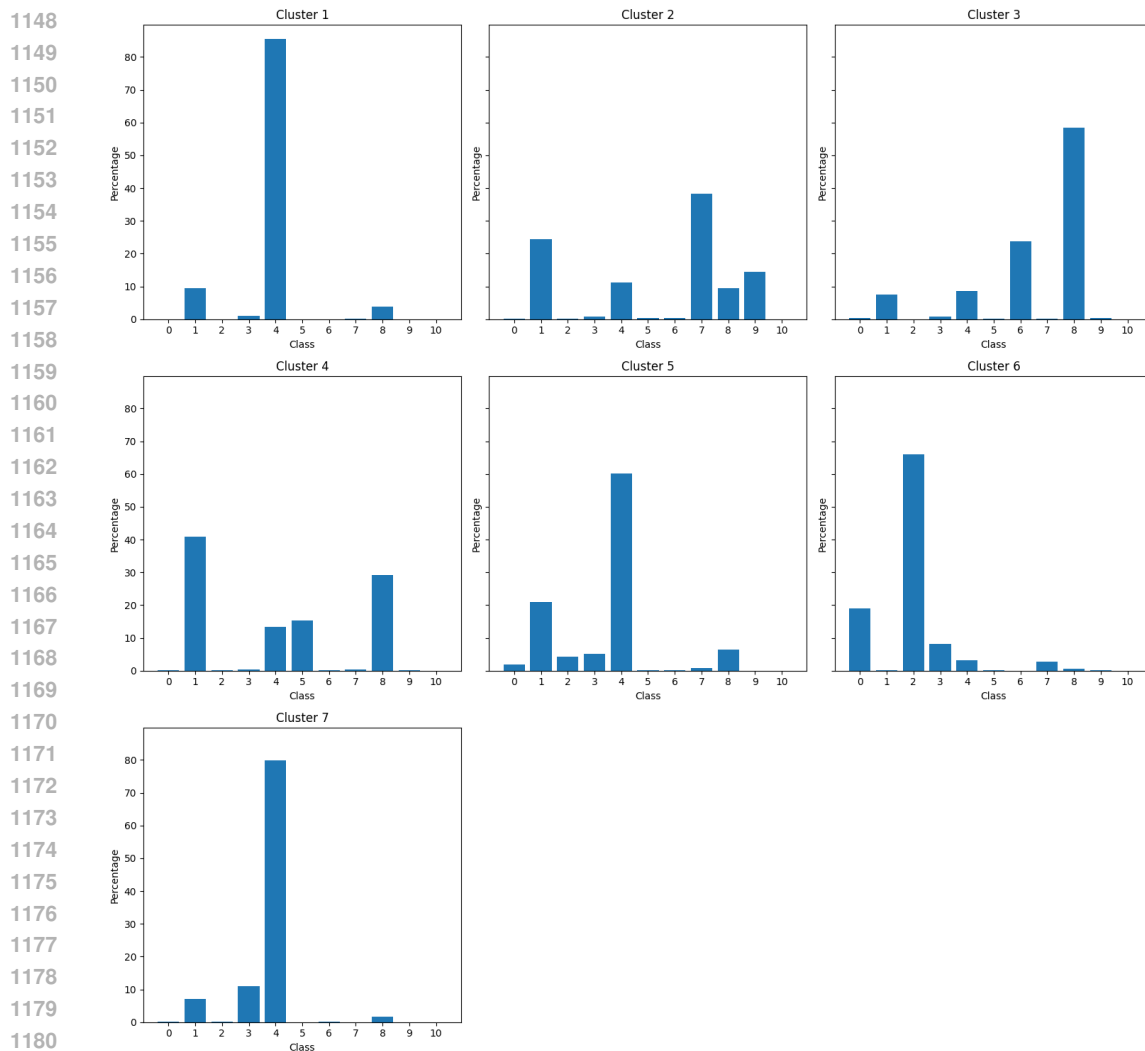 1148
1149
1150
1151
1152
1153
1154
1155
1156
1157
1158
1159
1160
1161
1162
1163
1164
1165
1166
1167
1168
1169
1170
1171
1172
1173
1174
1175
1176
1177
1178
1179
1180
Cluster 1
Percentage
80
70
60
50
40
30
20
10
0
0 1 2 3 4 5 6 7 8 9 10
Class
Cluster 2
Percentage
0 1 2 3 4 5 6 7 8 9 10
Class
Cluster 3
Percentage
0 1 2 3 4 5 6 7 8 9 10
Class
Cluster 4
Percentage
80
70
60
50
40
30
20
10
0
0 1 2 3 4 5 6 7 8 9 10
Class
Cluster 5
Percentage
0 1 2 3 4 5 6 7 8 9 10
Class
Cluster 6
Percentage
0 1 2 3 4 5 6 7 8 9 10
Class
Cluster 7
Percentage
80
70
60
50
40
30
20
10
0
0 1 2 3 4 5 6 7 8 9 10
Class